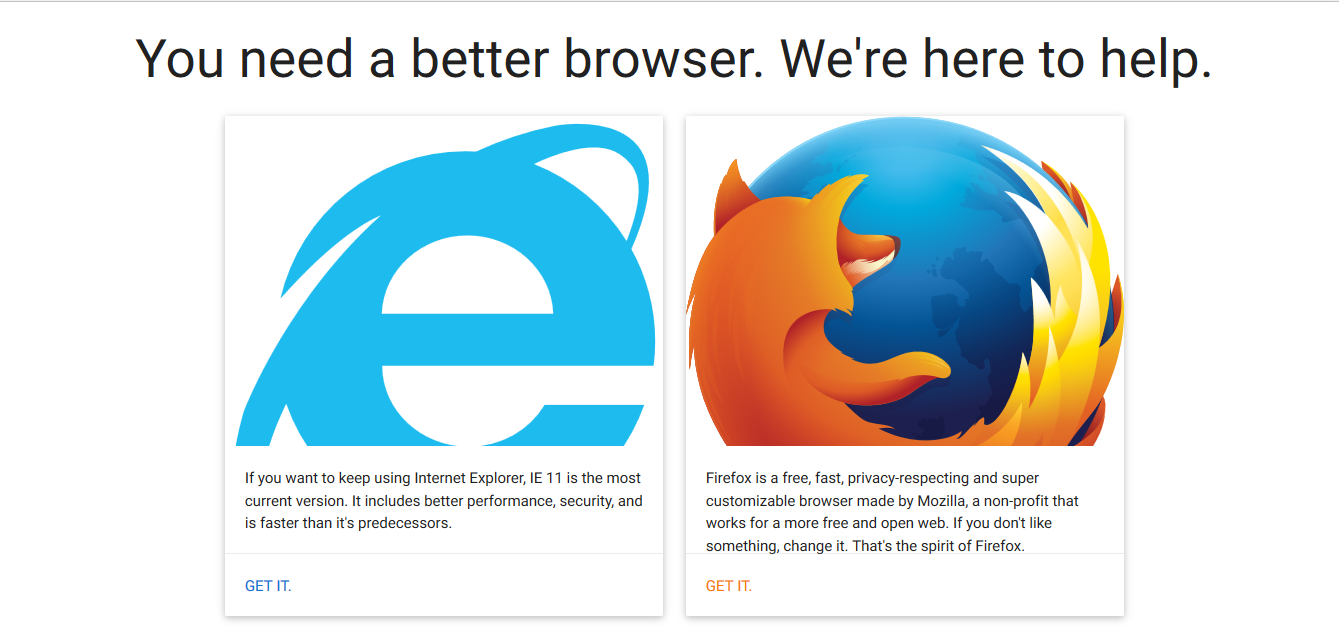 You need a better browser. We're here to help.
If you want to keep using Internet Explorer, IE 11 is the most
current version. It includes better performance, security, and
is faster than it's predecessors.
GET IT.
Firefox is a free, fast, privacy-respecting and super
customizable browser made by Mozilla, a non-profit that
works for a more free and open web. If you don't like
something, change it. That's the spirit of Firefox.
GET IT.